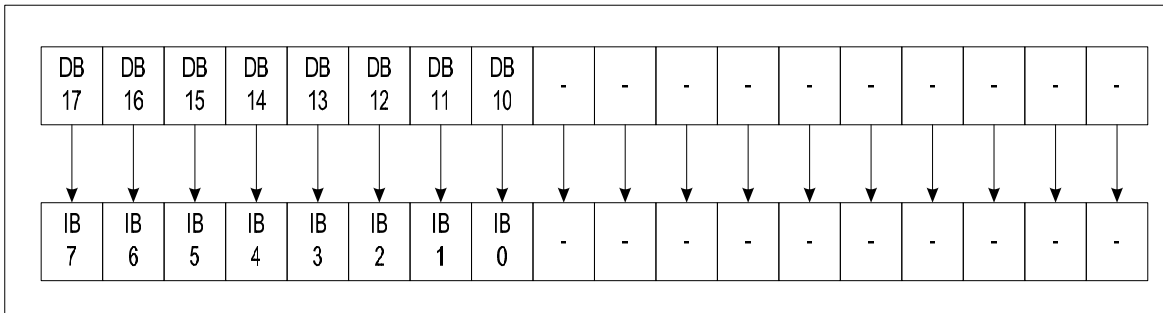 DB DB DB DB DB DB DB DB - - - - - - - - - -
17 16 15 14 13 12 11 10
IB IB IB IB IB IB IB IB - - - - - - - - - -
7 6 5 4 3 2 1 0